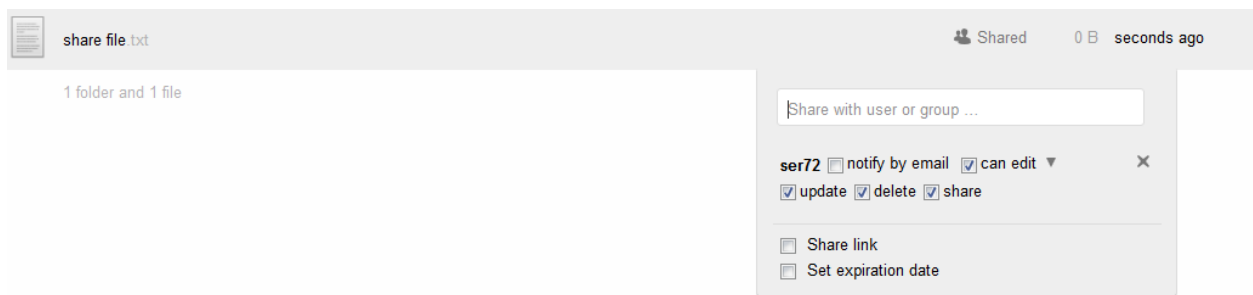 share file.txt Shared 0 B seconds ago
1 folder and 1 file
Share with user or group ...
ser72 notify by email can edit
update delete share
Share link
Set expiration date